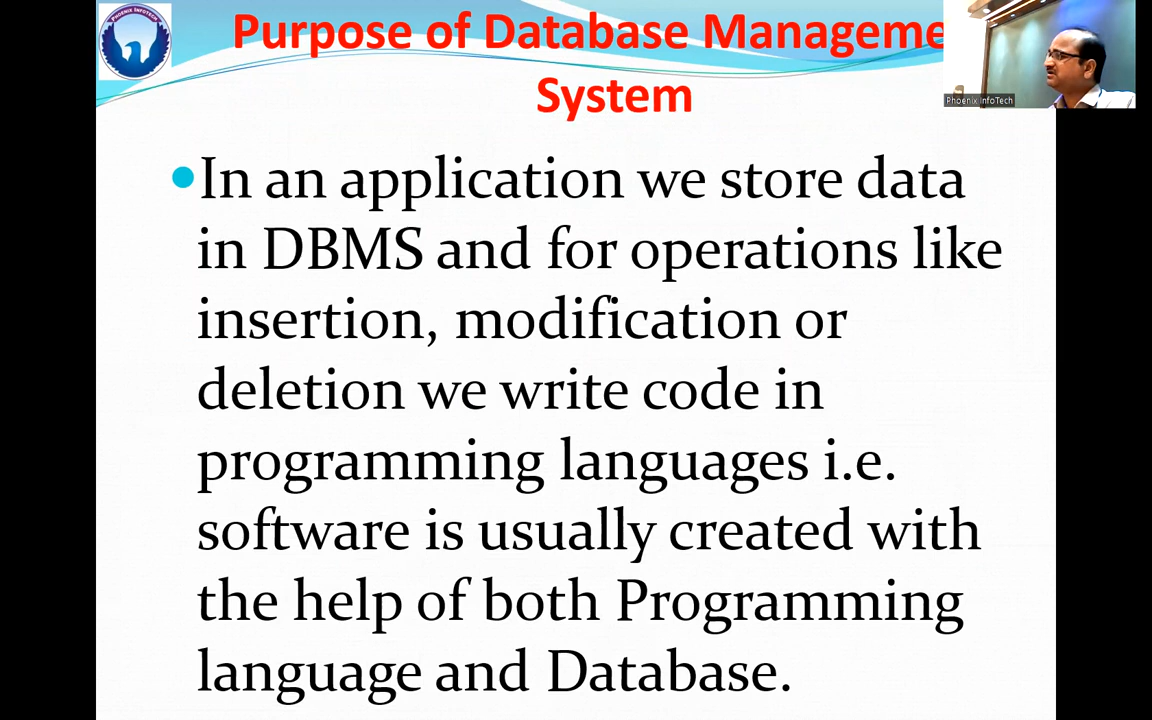 PHOENIX INFOTECH
Purpose of Database Manageme
System
Phoenix InfoTech
•In an application we store data
in DBMS and for operations like
insertion, modification or
deletion we write code in
programming languages i.e.
software is usually created with
the help of both Programming
language and Database.